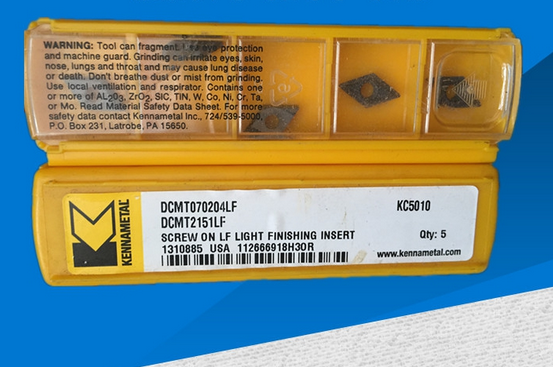 WARNING: Tool can fragment. Use eye protection
and machine guard. Grinding can irritate eyes, skin,
nose, lungs and throat and may cause lung disease
or death. Don't breathe dust or mist from grinding.
Use local ventilation and respirator. Contains one
or more of AL2O3, ZrO2, SIC, TIN, W, Co, Ni, Cr, Ta,
or Mo. Read Material Safety Data Sheet. For more
safety data contact Kennametal Inc., 724/539-5000,
P.O. Box 231, Latrobe, PA 15650.
KENNAMETAL
DCMT070204LF KC5010
DCMT2151LF
SCREW ON LF LIGHT FINISHING INSERT Qty: 5
1310885 USA 112666918H30R
www.kennametal.com